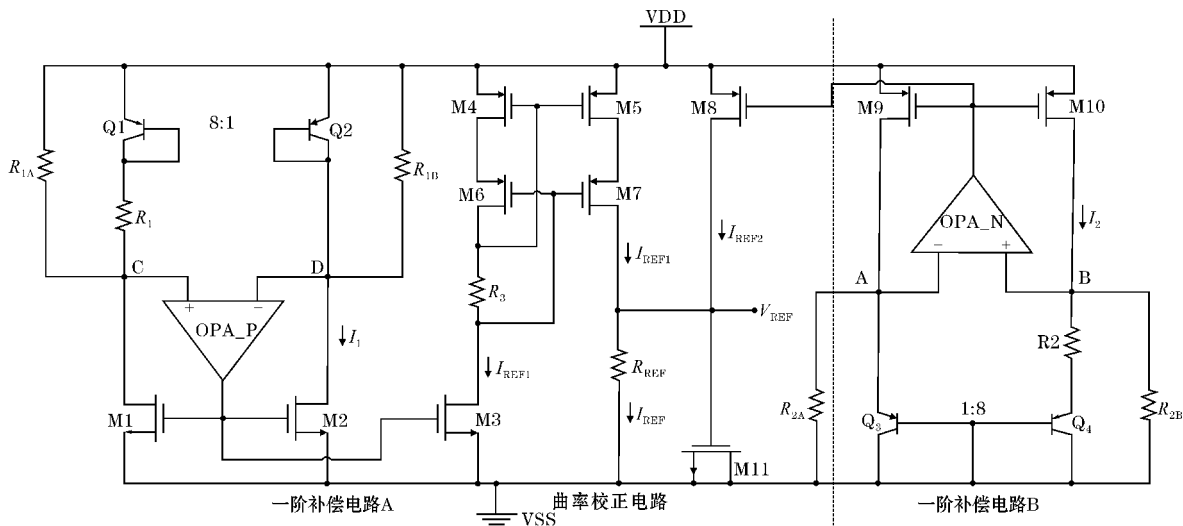 VDD
Q1
8:1
Q2
M4
M5
M8
M9
M10
R1A
R1B
R1
M6
M7
OPA_N
− +
C
D
IREF1
IREF2
I2
A
B
+ −
OPA_P
R3
VREF
I1
R2
IREF1
RREF
M1
M2
M3
IREF
R2A
Q3
1:8
Q4
R2B
M11
一阶补偿电路A
曲率校正电路
一阶补偿电路B
VSS